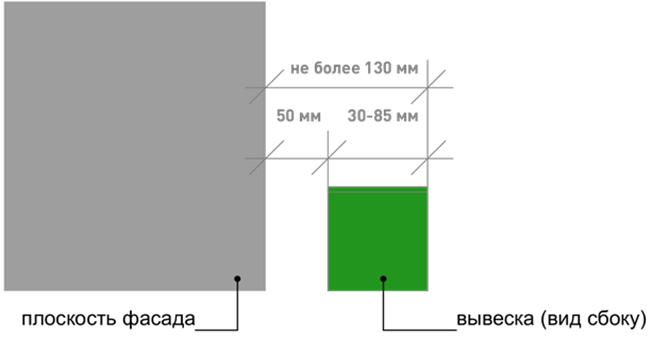 не более 130 мм
50 мм 30-85 мм
плоскость фасада
вывеска (вид сбоку)